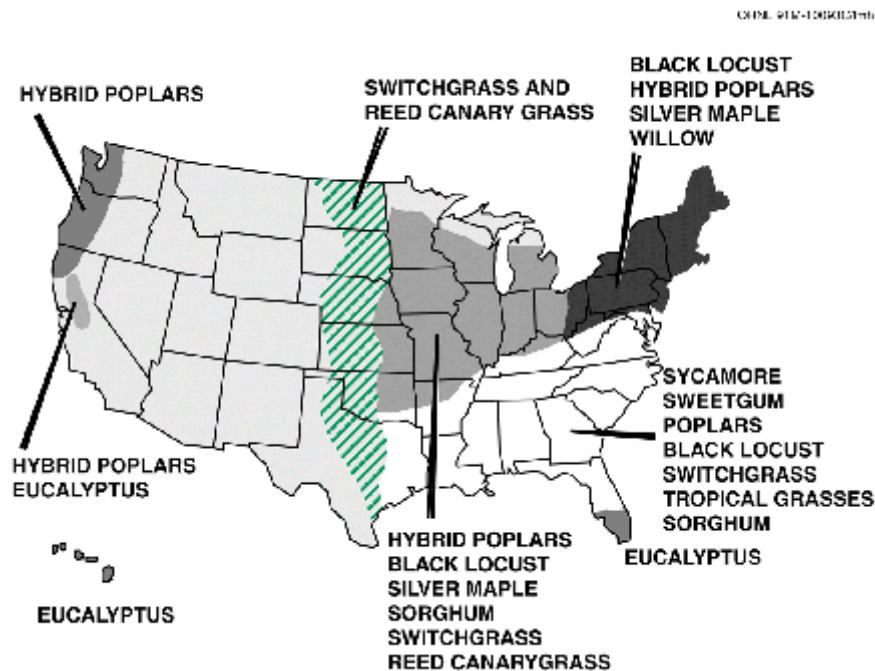 HYBRID POPLARS
SWITCHGRASS AND
REED CANARY GRASS
BLACK LOCUST
HYBRID POPLARS
SILVER MAPLE
WILLOW
HYBRID POPLARS
EUCALYPTUS
SYCAMORE
SWEETGUM
POPLARS
BLACK LOCUST
SWITCHGRASS
TROPICAL GRASSES
SORGHUM
EUCALYPTUS
HYBRID POPLARS
BLACK LOCUST
SILVER MAPLE
SORGHUM
SWITCHGRASS
REED CANARYGRASS
EUCALYPTUS